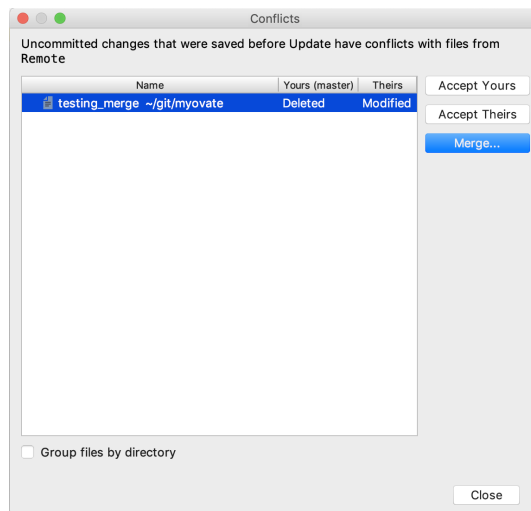 Conflicts
Uncommitted changes that were saved before Update have conflicts with files from
Remote
Name Yours (master) Theirs
testing_merge ~/git/myovate Deleted Modified
Accept Yours
Accept Theirs
Merge...
Group files by directory
Close